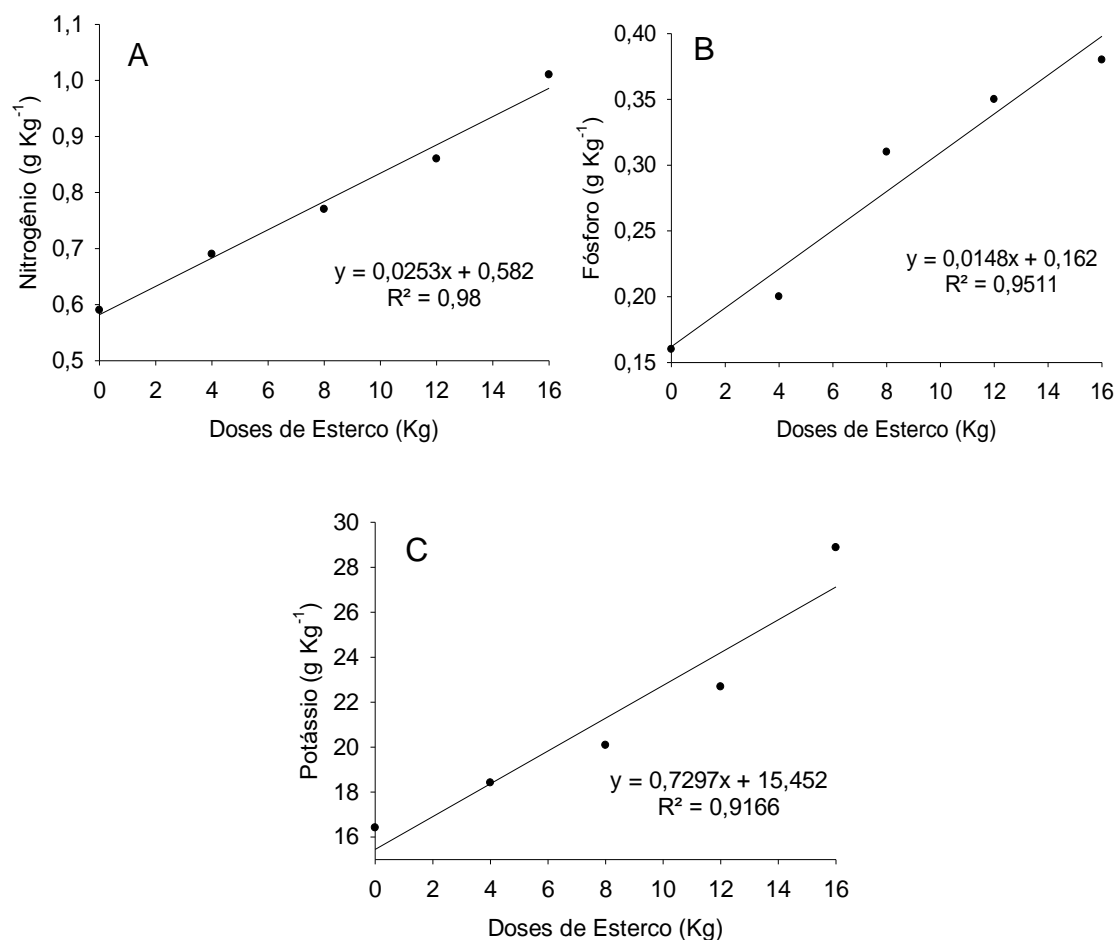 A
Nitrogênio (g Kg-1)
1,1
1,0
0,9
0,8
0,7
0,6
0,5
y = 0,0253x + 0,582
R² = 0,98
0 2 4 6 8 10 12 14 16
Doses de Esterco (Kg)
B
Fósforo (g Kg-1)
0,40
0,35
0,30
0,25
0,20
0,15
y = 0,0148x + 0,162
R² = 0,9511
0 2 4 6 8 10 12 14 16
Doses de Esterco (Kg)
C
Potássio (g Kg-1)
30
28
26
24
22
20
18
16
y = 0,7297x + 15,452
R² = 0,9166
0 2 4 6 8 10 12 14 16
Doses de Esterco (Kg)